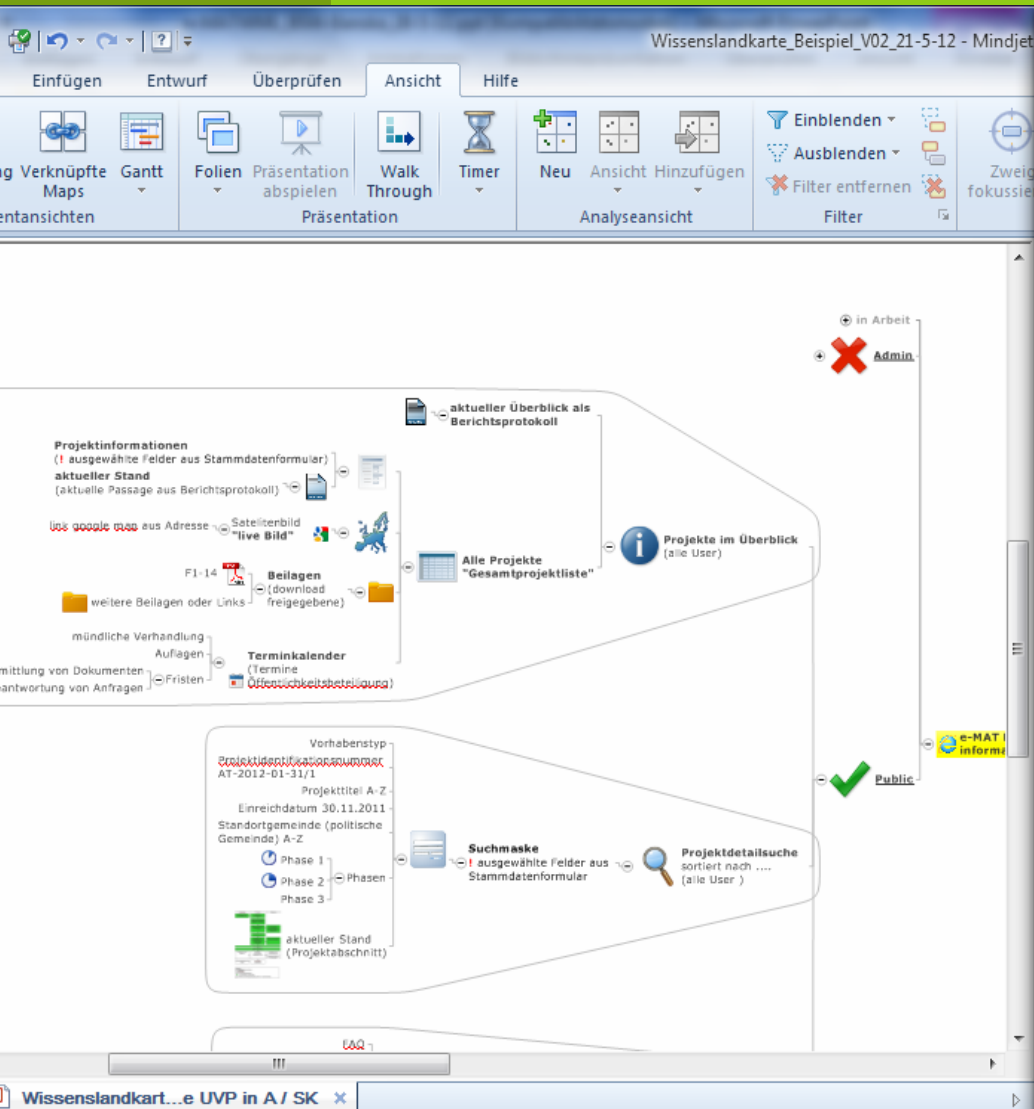 Wissenslandkarte_Beispiel_V02_21-5-12 - Mindjet
Einfügen Entwurf Überprüfen Ansicht Hilfe
Verknüpfte Maps
Gantt
Folien
Präsentation abspielen
Walk Through
Timer
Neu
Ansicht
Hinzufügen
Einblenden
Ausblenden
Filter entfernen
Zweig
Präsentation
Analyseansicht
Filter
in Arbeit
Admin
aktueller Überblick als
Berichtsprotokoll
Projektinformationen
(! ausgewählte Felder aus Stammdatenformular)
aktueller Stand
(aktuelle Passage aus Berichtsprotokoll)
link google map aus Adresse
Satelitenbild
"live Bild"
F1-14
weitere Beilagen oder Links
Beilagen
(download
freigegebene)
Alle Projekte
"Gesamtprojektliste"
Projekte im Überblick
(alle User)
mündliche Verhandlung
Auflagen
mittlung von Dokumenten
eantwortung von Anfragen
Fristen
Terminkalender
(Termine
Öffentlichkeitsbeteiligung)
e-MAT
Public
Vorhabenstyp
Projektidentifikationsnummer
AT-2012-01-31/1
Projekttitel A-Z
Einreichdatum 30.11.2011
Standortgemeinde (politische
Gemeinde) A-Z
Phase 1
Phase 2
Phase 3
Phasen
aktueller Stand
(Projektabschnitt)
Suchmaske
! ausgewählte Felder aus
Stammdatenformular
Projektdetailsuche
sortiert nach ....
(alle User )
FAQ
Wissenslandkart...e UVP in A / SK